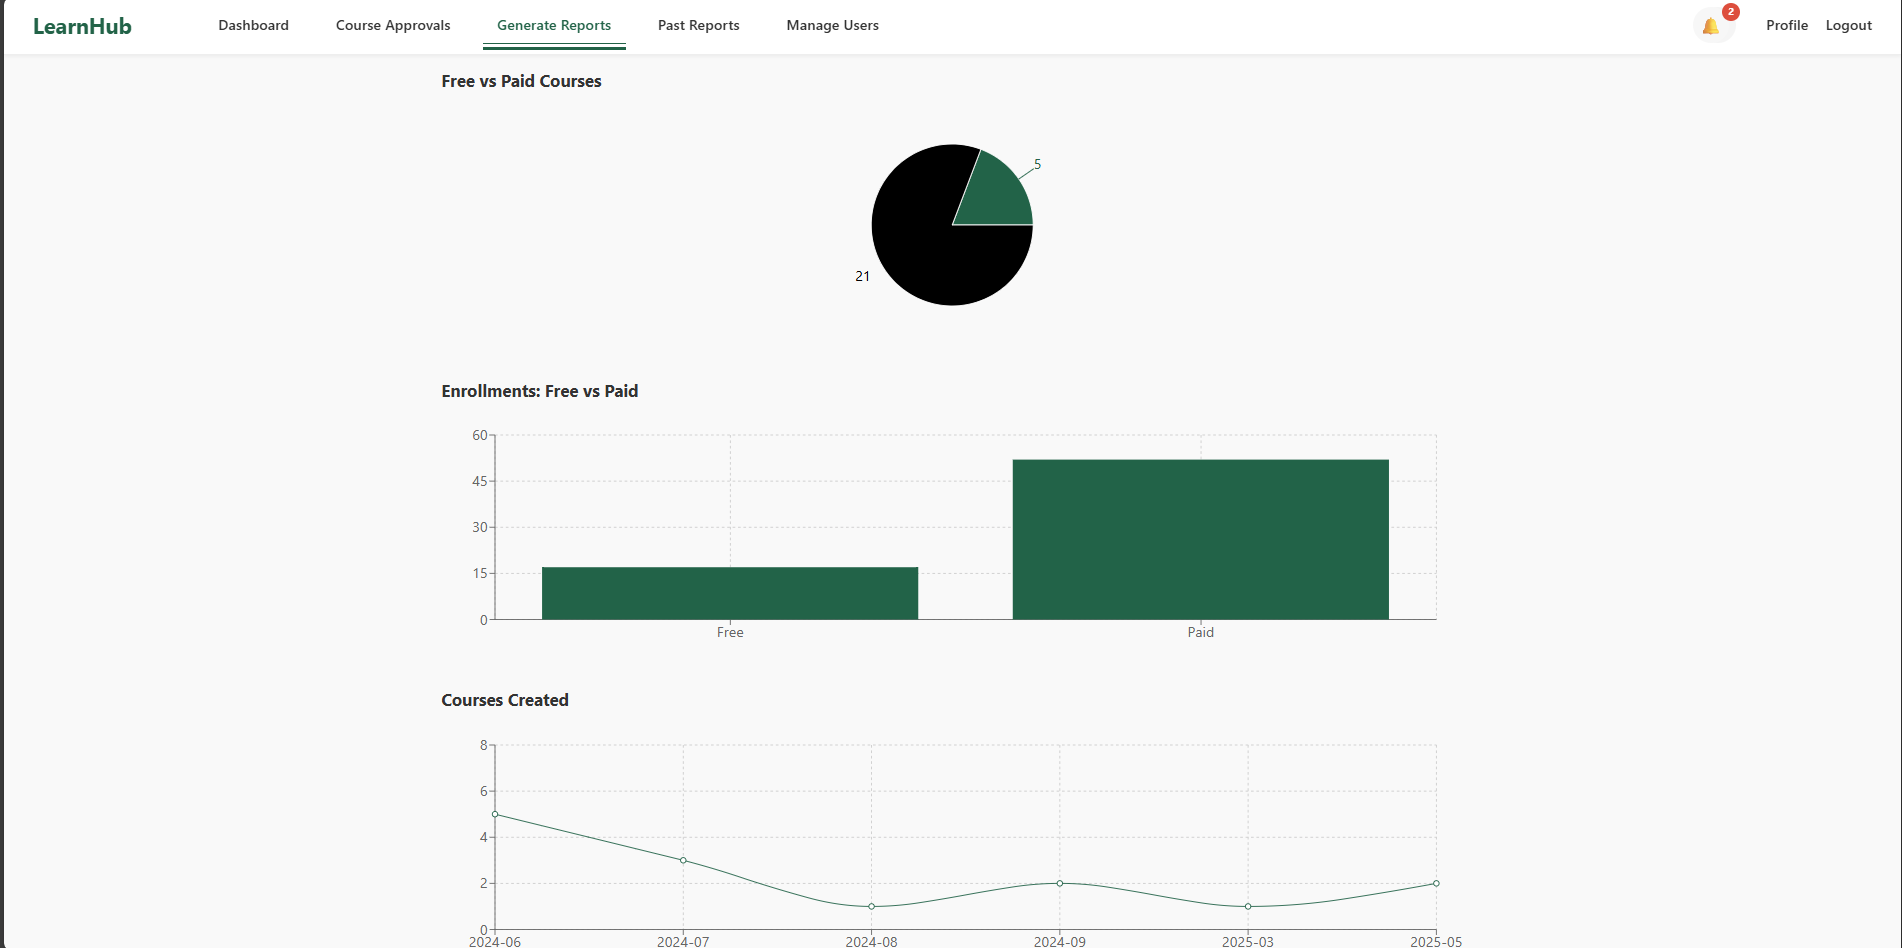 LearnHub Dashboard Course Approvals Generate Reports Past Reports Manage Users 🔔 2 Profile Logout
Free vs Paid Courses
5
21
Enrollments: Free vs Paid
60
45
30
15
0
Free Paid
Courses Created
8
6
4
2
0
2024-06 2024-07 2024-08 2024-09 2025-03 2025-05